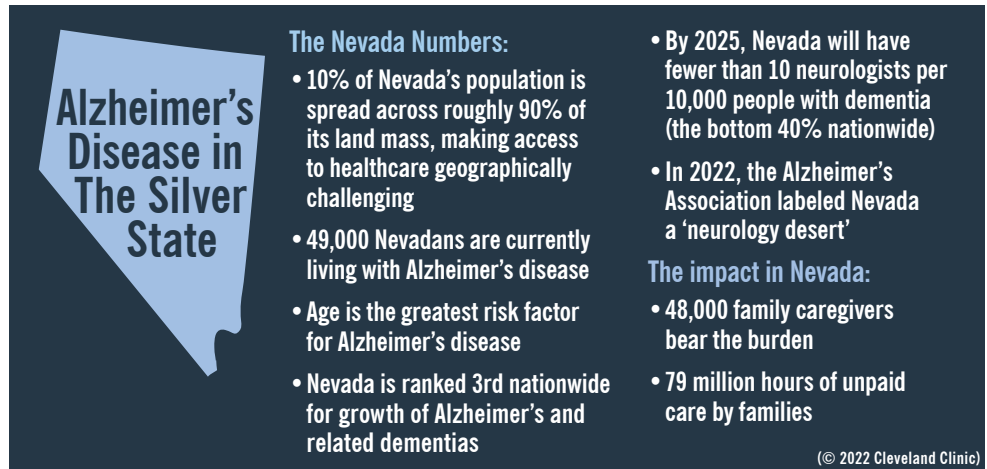 Alzheimer's
Disease in
The Silver
State
The Nevada Numbers:
• 10% of Nevada's population is
spread across roughly 90% of
its land mass, making access
to healthcare geographically
challenging
• 49,000 Nevadans are currently
living with Alzheimer's disease
• Age is the greatest risk factor
for Alzheimer's disease
• Nevada is ranked 3rd nationwide
for growth of Alzheimer's and
related dementias
• By 2025, Nevada will have
fewer than 10 neurologists per
10,000 people with dementia
(the bottom 40% nationwide)
• In 2022, the Alzheimer's
Association labeled Nevada
a 'neurology desert'
The impact in Nevada:
• 48,000 family caregivers
bear the burden
• 79 million hours of unpaid
care by families
(© 2022 Cleveland Clinic)